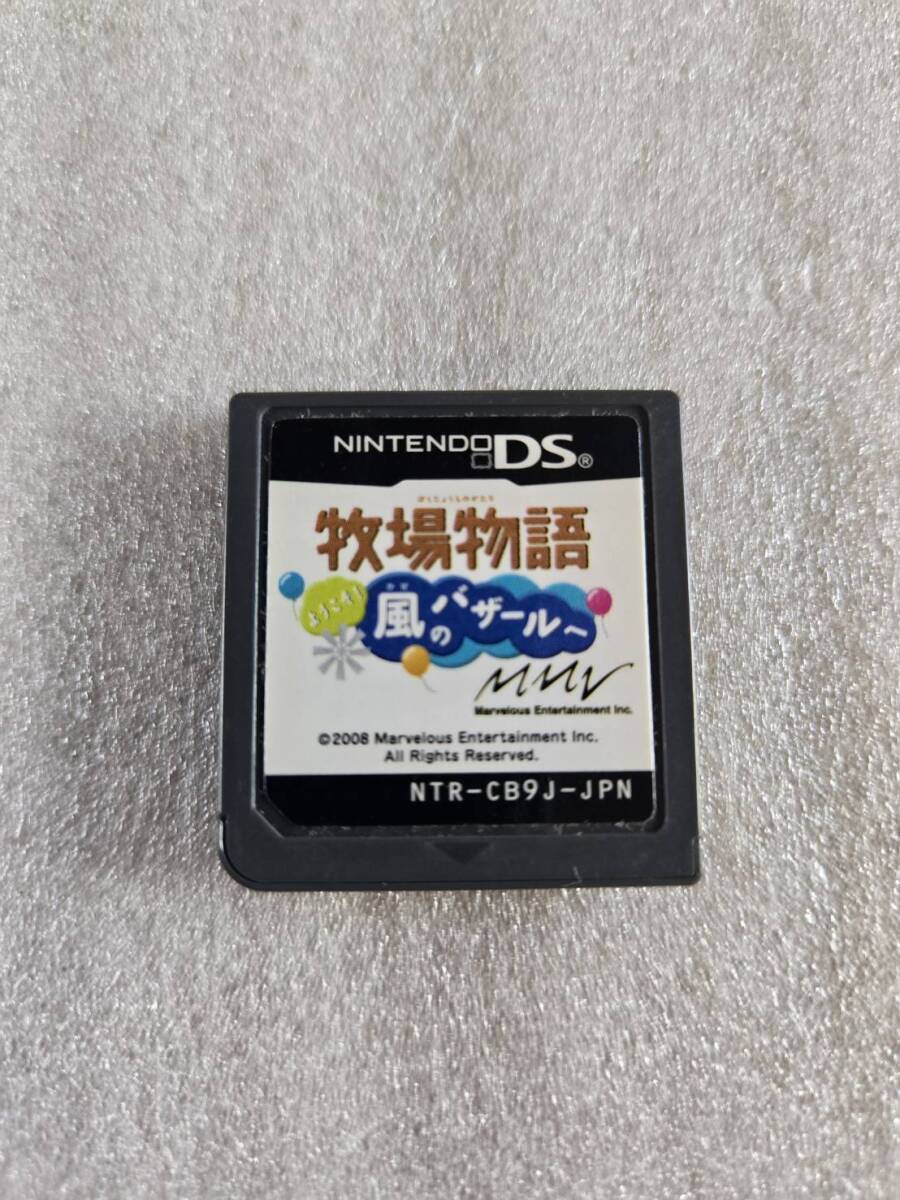 NINTENDO DS®
ぼくじょうものがたり
牧場物語
ようこそ!
かぜ
風のバザールへ
MMV
Marvelous Entertainment Inc.
©2008 Marvelous Entertainment Inc.
All Rights Reserved.
NTR-CB9J-JPN